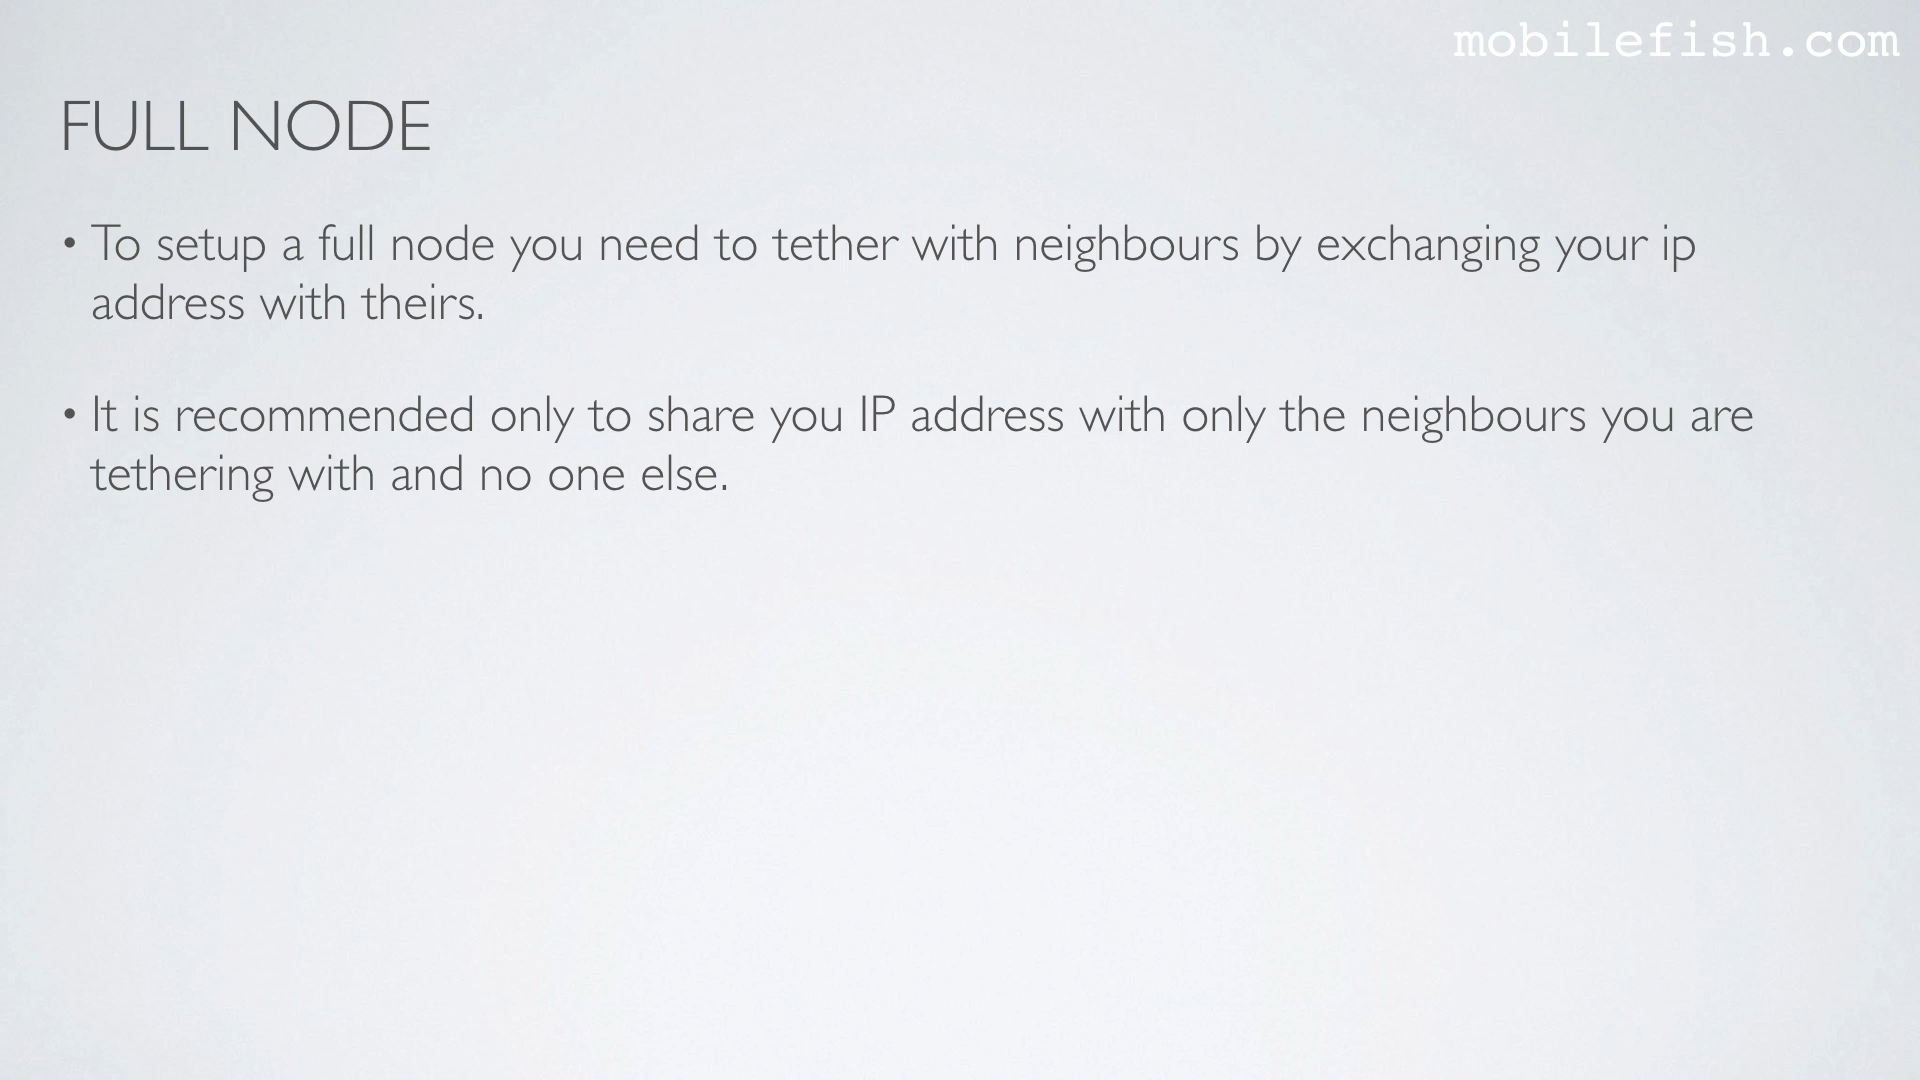 mobilefish.com
FULL NODE
• To setup a full node you need to tether with neighbours by exchanging your ip
address with theirs.
• It is recommended only to share you IP address with only the neighbours you are
tethering with and no one else.